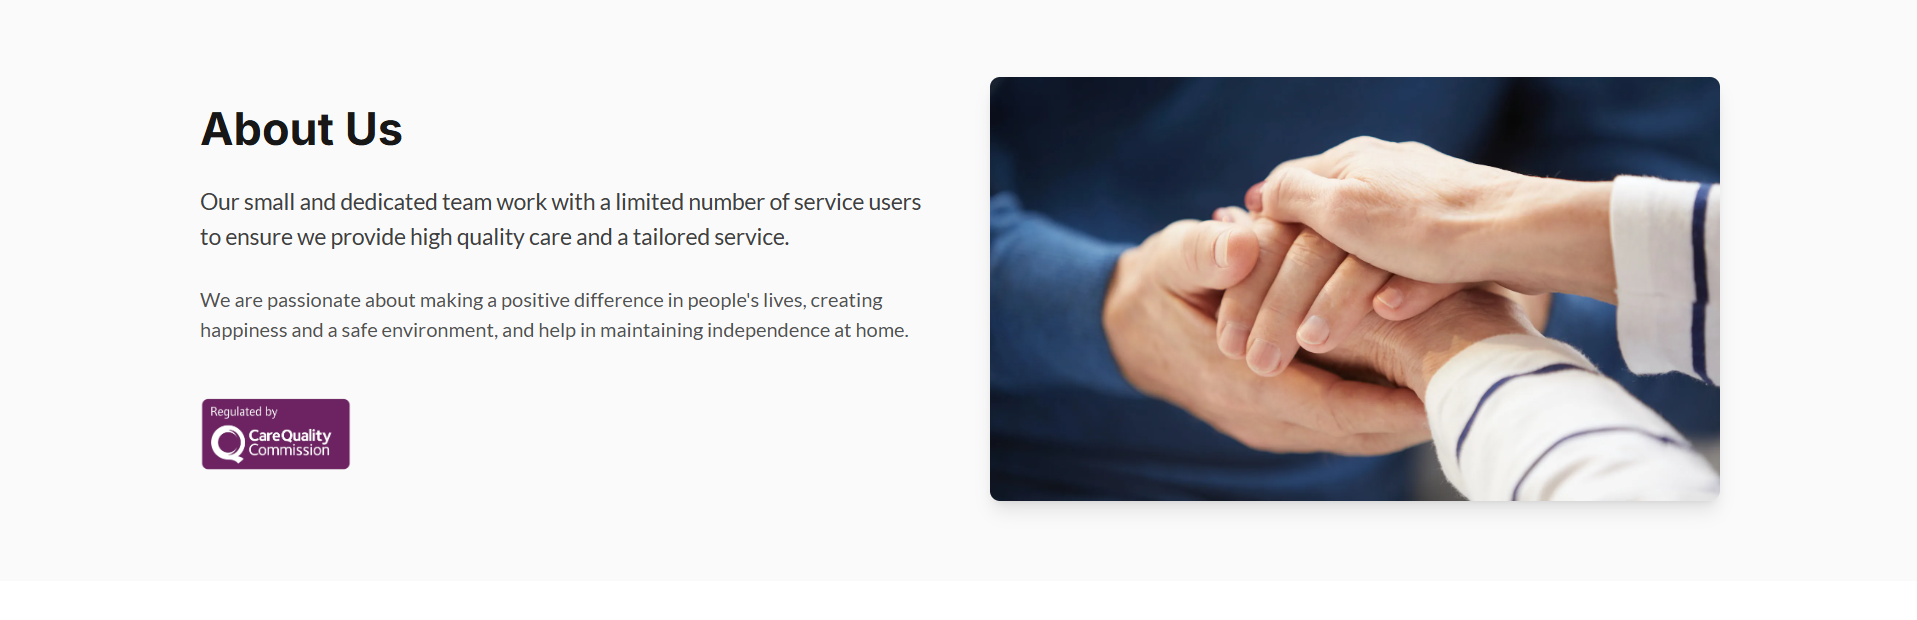 About Us
Our small and dedicated team work with a limited number of service users
to ensure we provide high quality care and a tailored service.
We are passionate about making a positive difference in people's lives, creating
happiness and a safe environment, and help in maintaining independence at home.
Regulated by
CareQuality
Commission